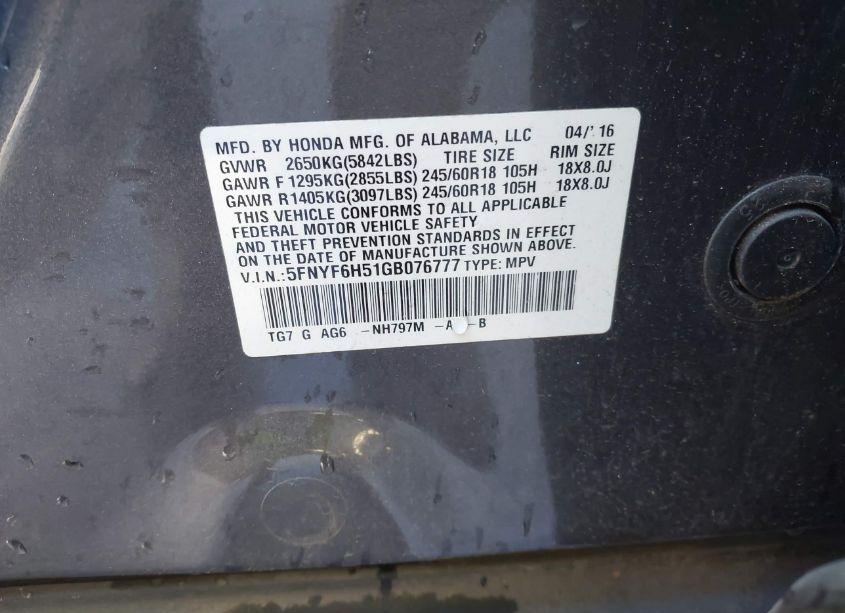 MFD. BY HONDA MFG. OF ALABAMA, LLC 04/'16
GVWR 2650KG(5842LBS) TIRE SIZE RIM SIZE
GAWR F 1295KG(2855LBS) 245/60R18 105H 18X8.0J
GAWR R1405KG(3097LBS) 245/60R18 105H 18X8.0J
THIS VEHICLE CONFORMS TO ALL APPLICABLE
FEDERAL MOTOR VEHICLE SAFETY
AND THEFT PREVENTION STANDARDS IN EFFECT
ON THE DATE OF MANUFACTURE SHOWN ABOVE.
V.I.N.:5FNYF6H51GB076777 TYPE: MPV
TG7 G AG6 -NH797M -A -B